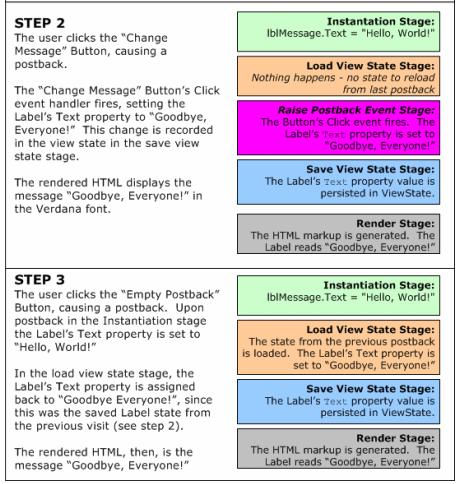 STEP 2
The user clicks the “Change
Message” Button, causing a
postback.
The “Change Message” Button’s Click
event handler fires, setting the
Label’s Text property to “Goodbye,
Everyone!” This change is recorded
in the view state in the save view
state stage.
The rendered HTML displays the
message “Goodbye, Everyone!” in
the Verdana font.
Instantation Stage:
lblMessage.Text = "Hello, World!"
Load View State Stage:
Nothing happens - no state to reload
from last postback
Raise Postback Event Stage:
The Button’s Click event fires. The
Label’s Text property is set to
“Goodbye, Everyone!”
Save View State Stage:
The Label’s Text property value is
persisted in ViewState.
Render Stage:
The HTML markup is generated. The
Label reads “Goodbye, Everyone!”
STEP 3
The user clicks the “Empty Postback”
Button, causing a postback. Upon
postback in the Instantiation stage
the Label’s Text property is set to
“Hello, World!”
In the load view state stage, the
Label’s Text property is assigned
back to “Goodbye Everyone!”, since
this was the saved Label state from
the previous visit (see step 2).
The rendered HTML, then, is the
message “Goodbye, Everyone!”
Instantiation Stage:
lblMessage.Text = "Hello, World!"
Load View State Stage:
The state from the previous postback
is loaded. The Label’s Text property is
set to “Goodbye, Everyone!”
Save View State Stage:
The Label’s Text property value is
persisted in ViewState.
Render Stage:
The HTML markup is generated. The
Label reads “Goodbye, Everyone!”